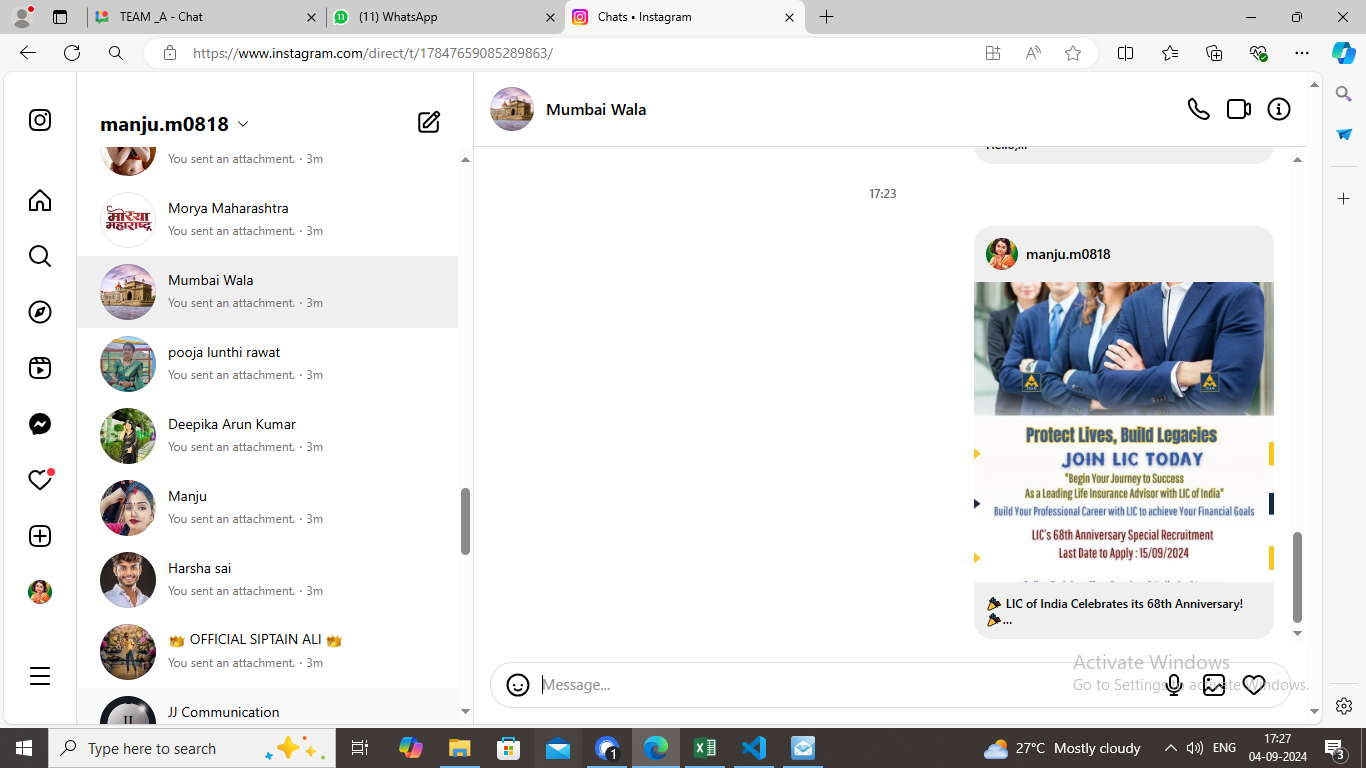 TEAM _A - Chat
(11) WhatsApp
Chats • Instagram
https://www.instagram.com/direct/t/17847659085289863/
manju.m0818
You sent an attachment. · 3m
Morya Maharashtra
You sent an attachment. · 3m
मोरया
महाराष्ट्र
Mumbai Wala
You sent an attachment. · 3m
pooja lunthi rawat
You sent an attachment. · 3m
Deepika Arun Kumar
You sent an attachment. · 3m
Manju
You sent an attachment. · 3m
Harsha sai
You sent an attachment. · 3m
👑 OFFICIAL SIPTAIN ALI 👑
You sent an attachment. · 3m
JJ Communication
JJ
Mumbai Wala
Hello,...
17:23
manju.m0818
Protect Lives, Build Legacies
JOIN LIC TODAY
"Begin Your Journey to Success
As a Leading Life Insurance Advisor with LIC of India"
Build Your Professional Career with LIC to achieve Your Financial Goals
LIC's 68th Anniversary Special Recruitment
Last Date to Apply : 15/09/2024
🎉 LIC of India Celebrates its 68th Anniversary!
🎉...
Message...
Activate Windows
Go to Settings to activate Windows.
Type here to search
1
27°C Mostly cloudy
ENG
17:27
04-09-2024
3